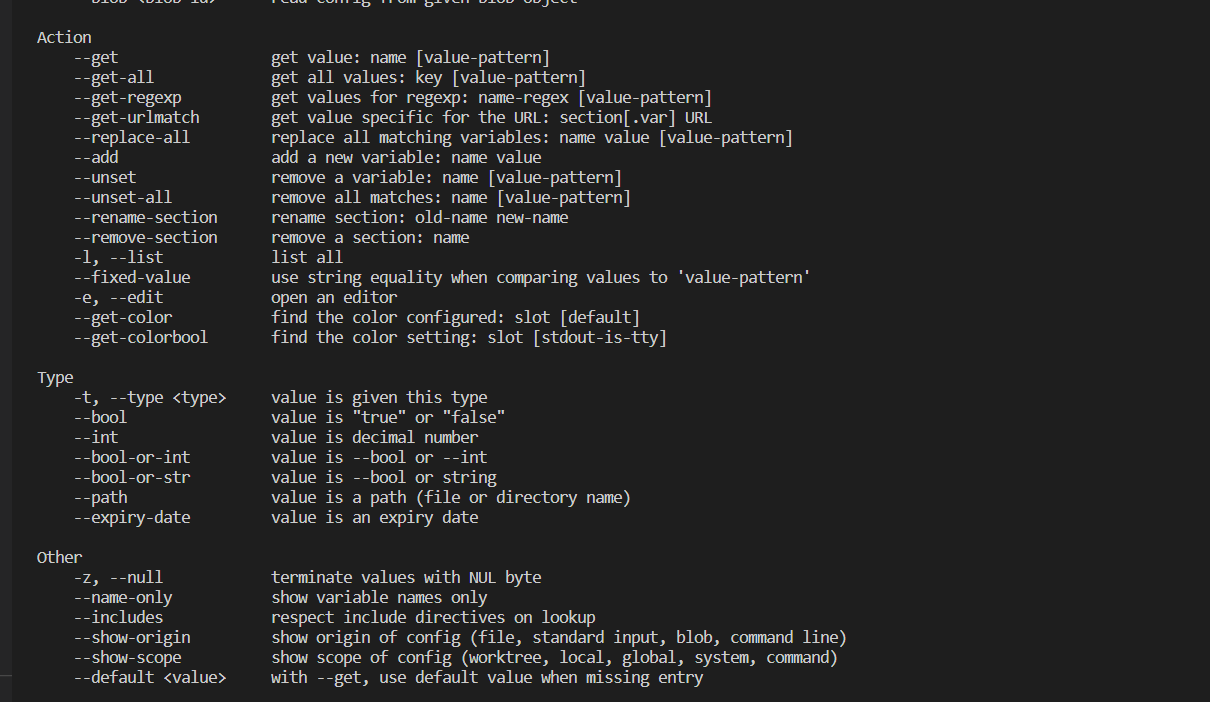 Action
    --get                 get value: name [value-pattern]
    --get-all             get all values: key [value-pattern]
    --get-regexp          get values for regexp: name-regex [value-pattern]
    --get-urlmatch        get value specific for the URL: section[.var] URL
    --replace-all         replace all matching variables: name value [value-pattern]
    --add                 add a new variable: name value
    --unset               remove a variable: name [value-pattern]
    --unset-all           remove all matches: name [value-pattern]
    --rename-section      rename section: old-name new-name
    --remove-section      remove a section: name
    -l, --list            list all
    --fixed-value         use string equality when comparing values to 'value-pattern'
    -e, --edit            open an editor
    --get-color           find the color configured: slot [default]
    --get-colorbool       find the color setting: slot [stdout-is-tty]
Type
    -t, --type <type>     value is given this type
    --bool                value is "true" or "false"
    --int                 value is decimal number
    --bool-or-int         value is --bool or --int
    --bool-or-str         value is --bool or string
    --path                value is a path (file or directory name)
    --expiry-date         value is an expiry date
Other
    -z, --null            terminate values with NUL byte
    --name-only           show variable names only
    --includes            respect include directives on lookup
    --show-origin         show origin of config (file, standard input, blob, command line)
    --show-scope          show scope of config (worktree, local, global, system, command)
    --default <value>     with --get, use default value when missing entry